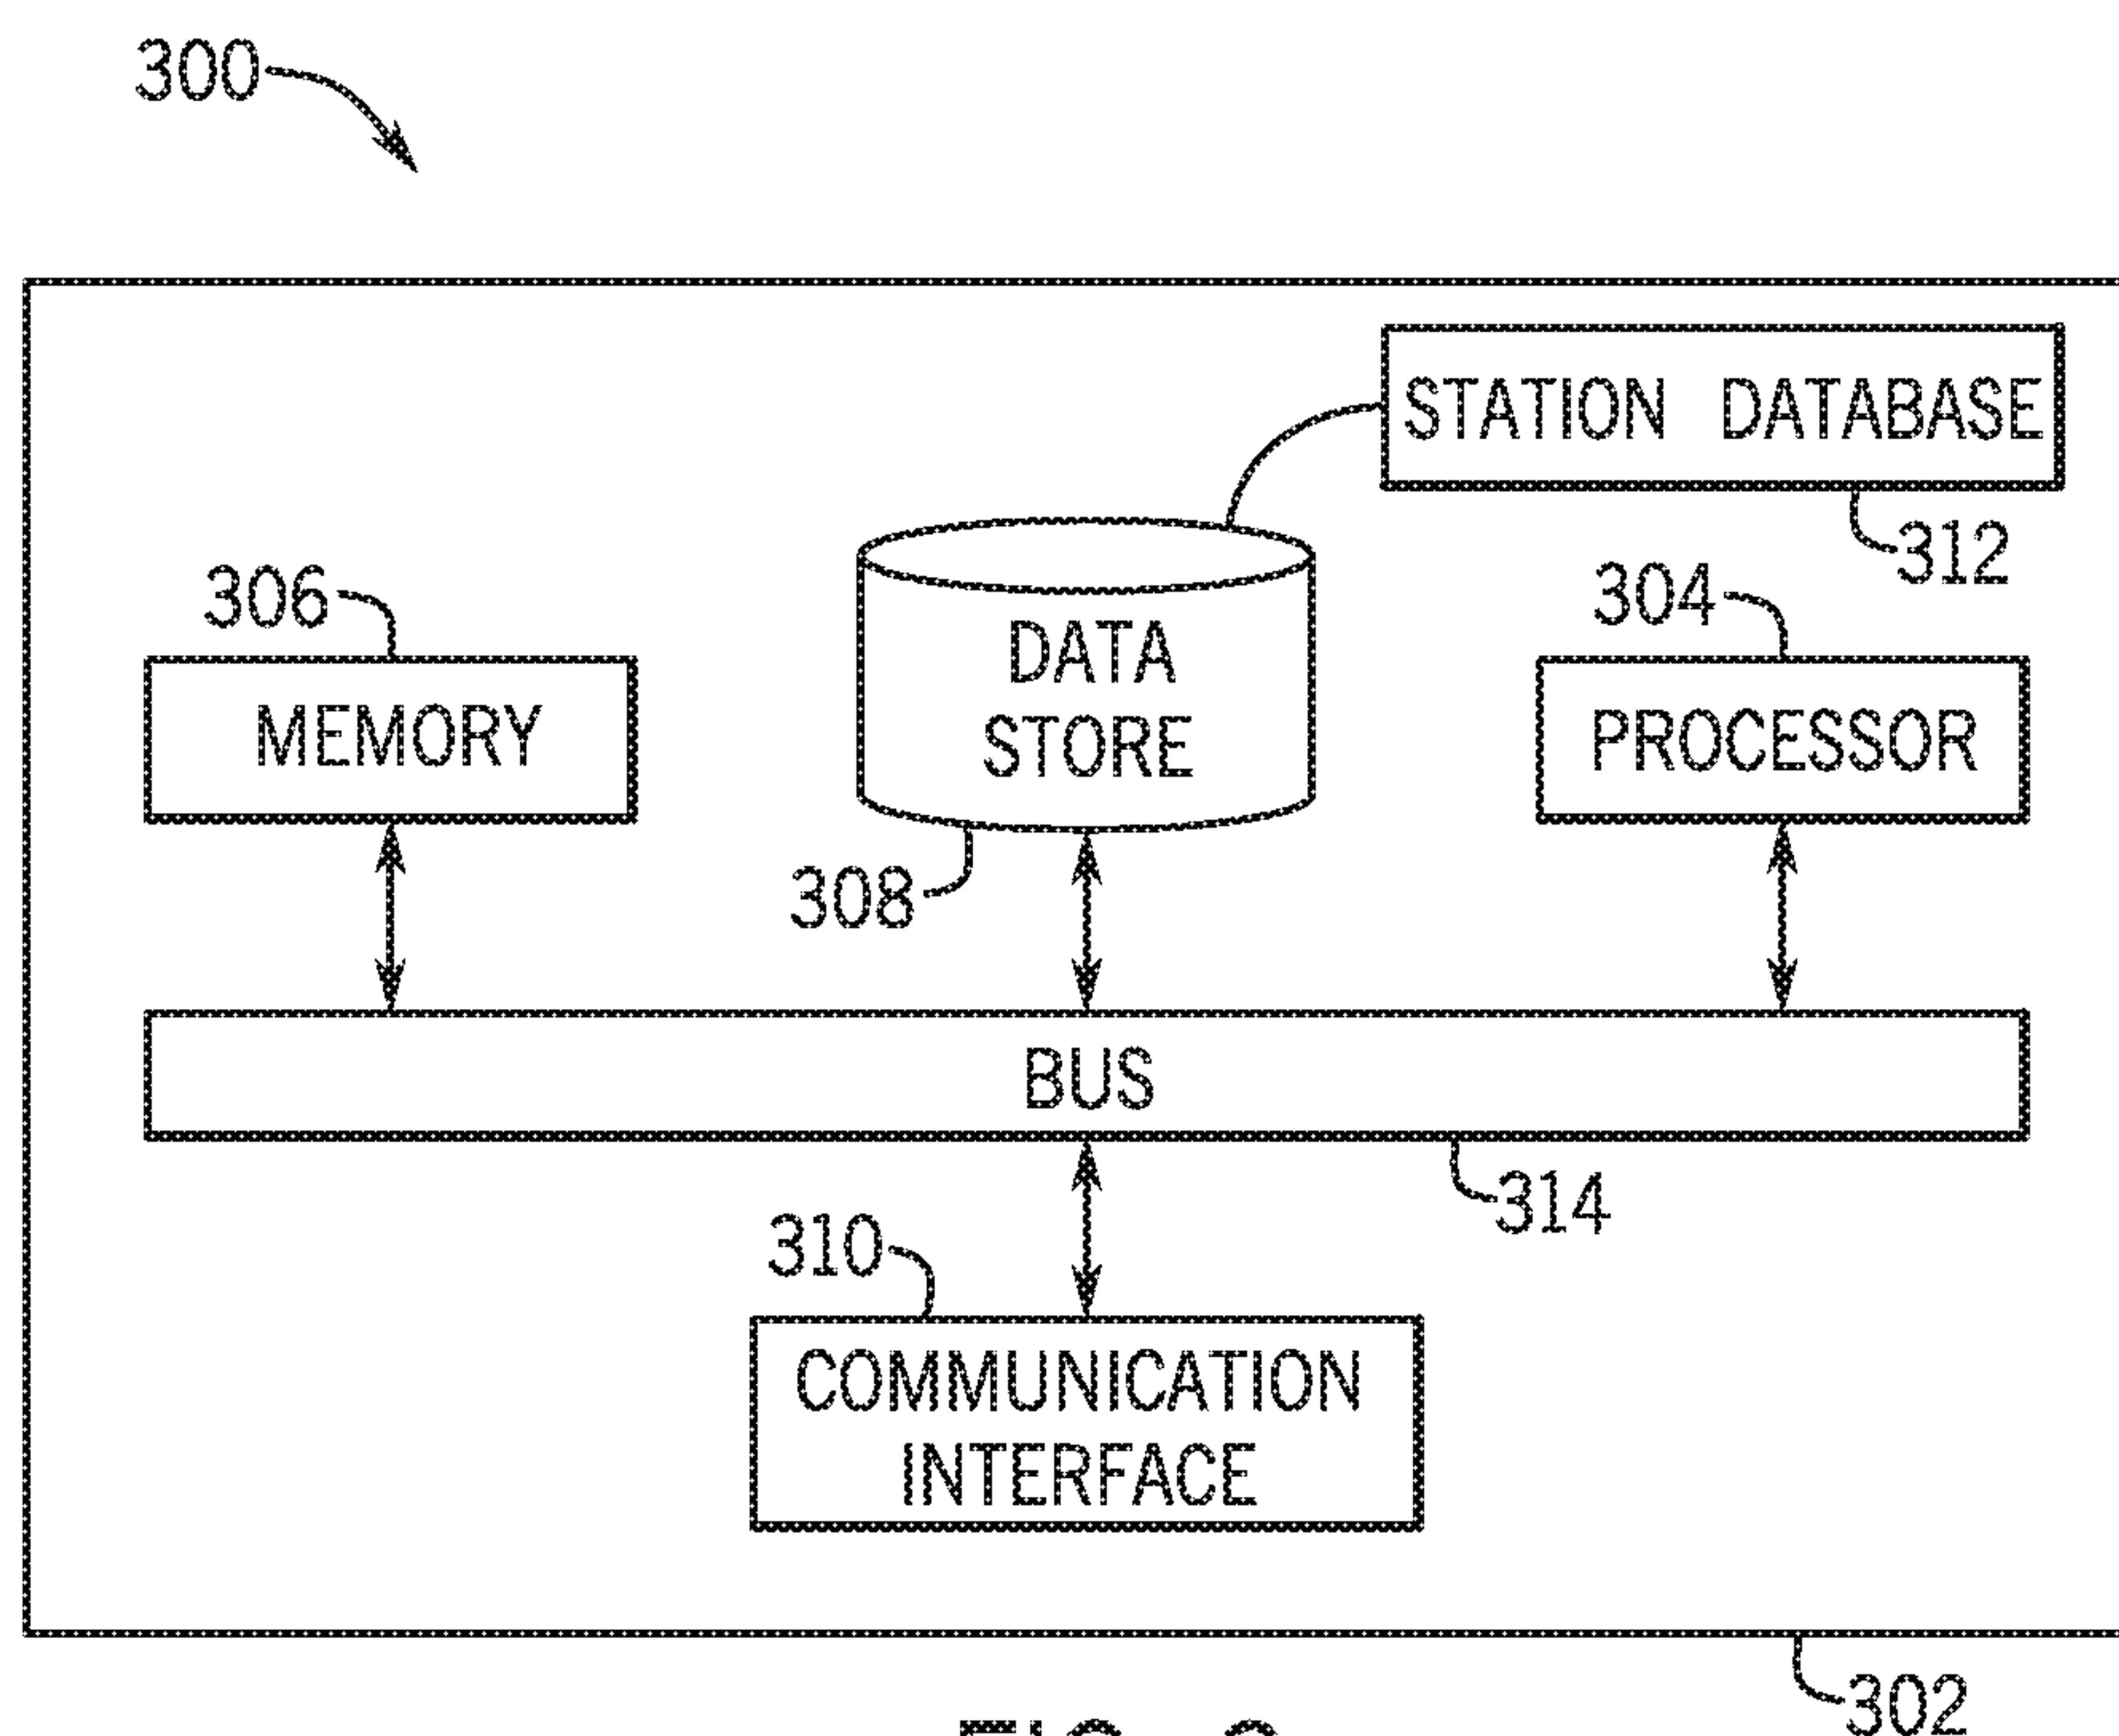 300
STATION DATABASE
312
306
304
MEMORY
DATA
STORE
PROCESSOR
308
BUS
314
310
COMMUNICATION
INTERFACE
302